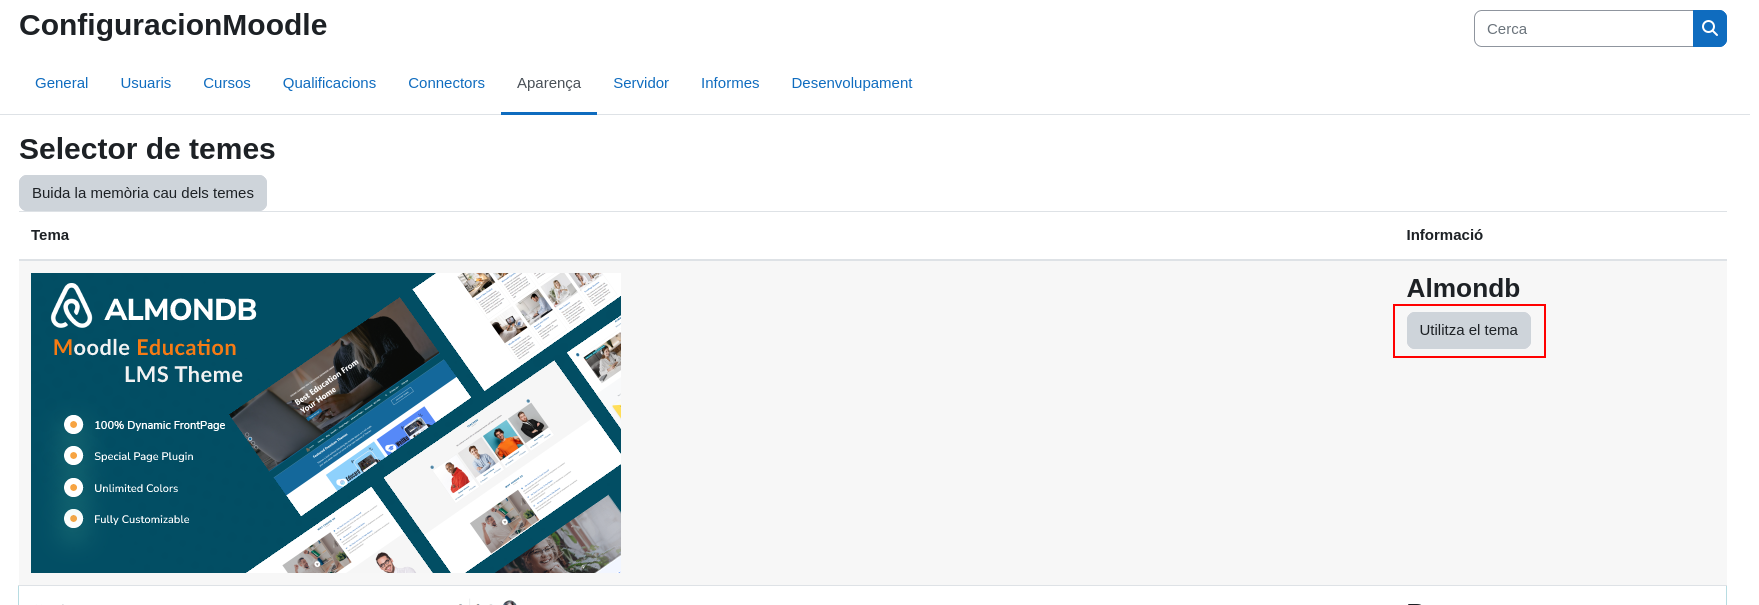 ConfiguracionMoodle
Cerca
General Usuaris Cursos Qualificacions Connectors Aparença Servidor Informes Desenvolupament
Selector de temes
Buida la memòria cau dels temes
Tema Informació
ALMONDB
Moodle Education
LMS Theme
100% Dynamic FrontPage
Special Page Plugin
Unlimited Colors
Fully Customizable
Best Education From
Your Home
Almondb
Utilitza el tema